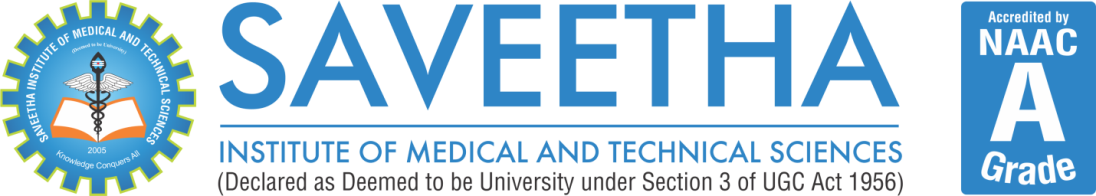 SAVEETHA INSTITUTE OF MEDICAL AND TECHNICAL SCIENCES
(Deemed to be University)
2005
Knowledge Conquers All
SAVEETHA
INSTITUTE OF MEDICAL AND TECHNICAL SCIENCES
(Declared as Deemed to be University under Section 3 of UGC Act 1956)
Accredited by
NAAC
A
Grade